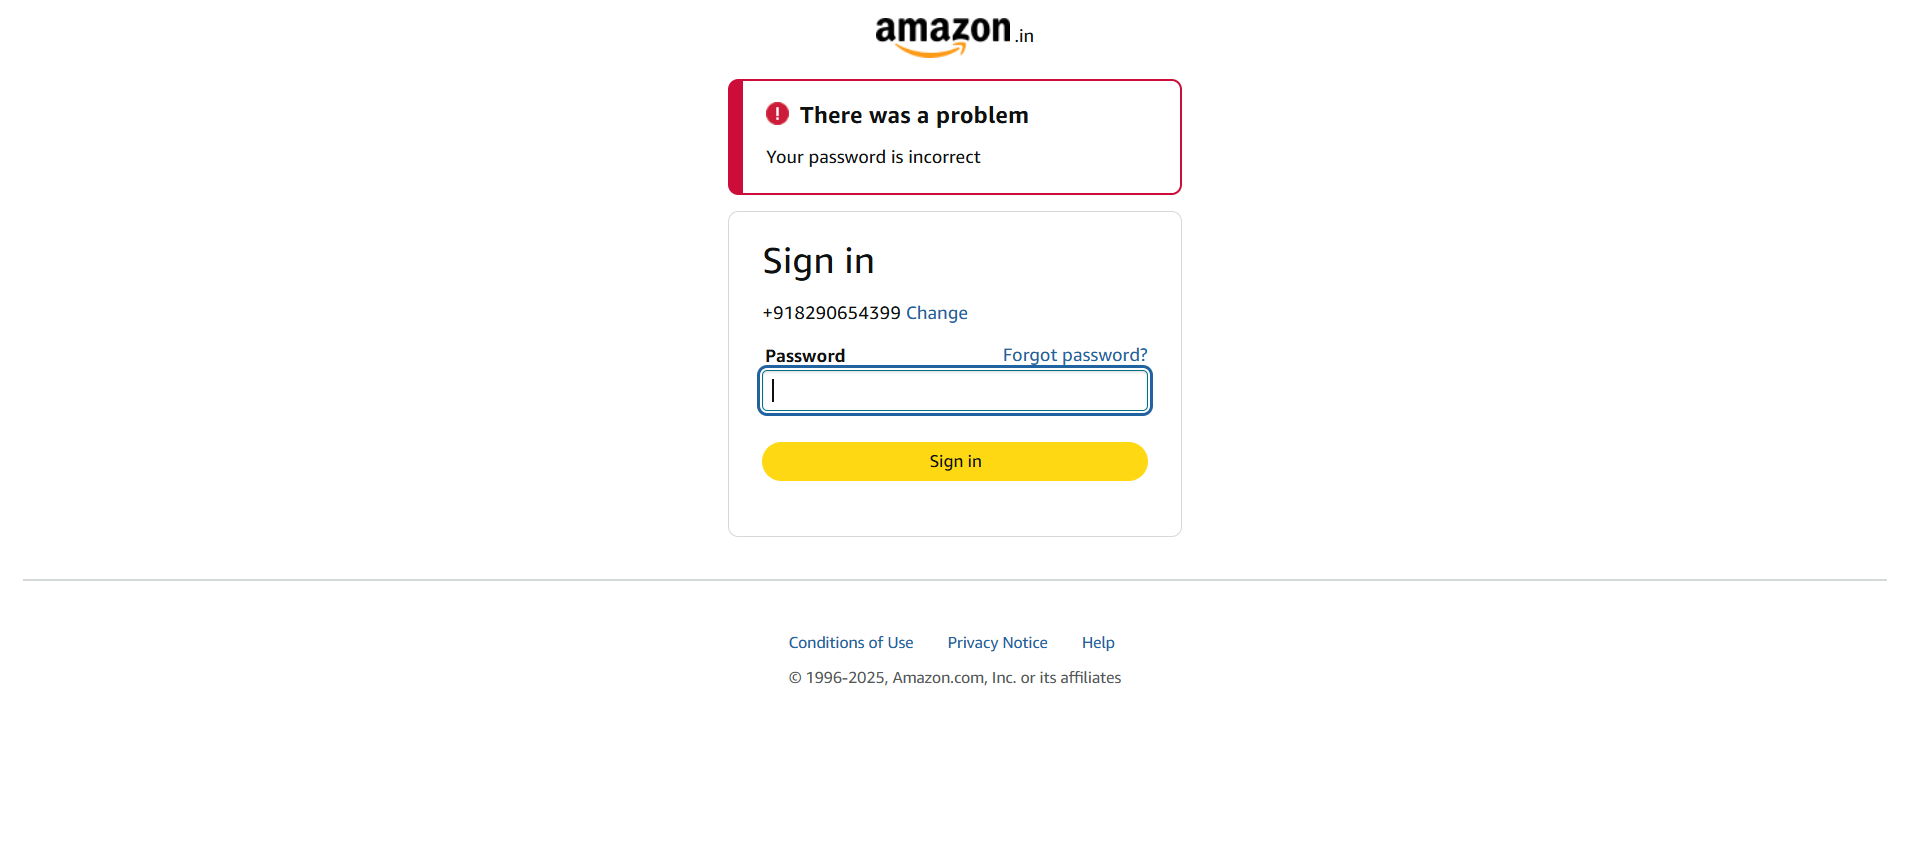 amazon.in
There was a problem
Your password is incorrect
Sign in
+918290654399 Change
Password Forgot password?
Sign in
Conditions of Use Privacy Notice Help
© 1996-2025, Amazon.com, Inc. or its affiliates